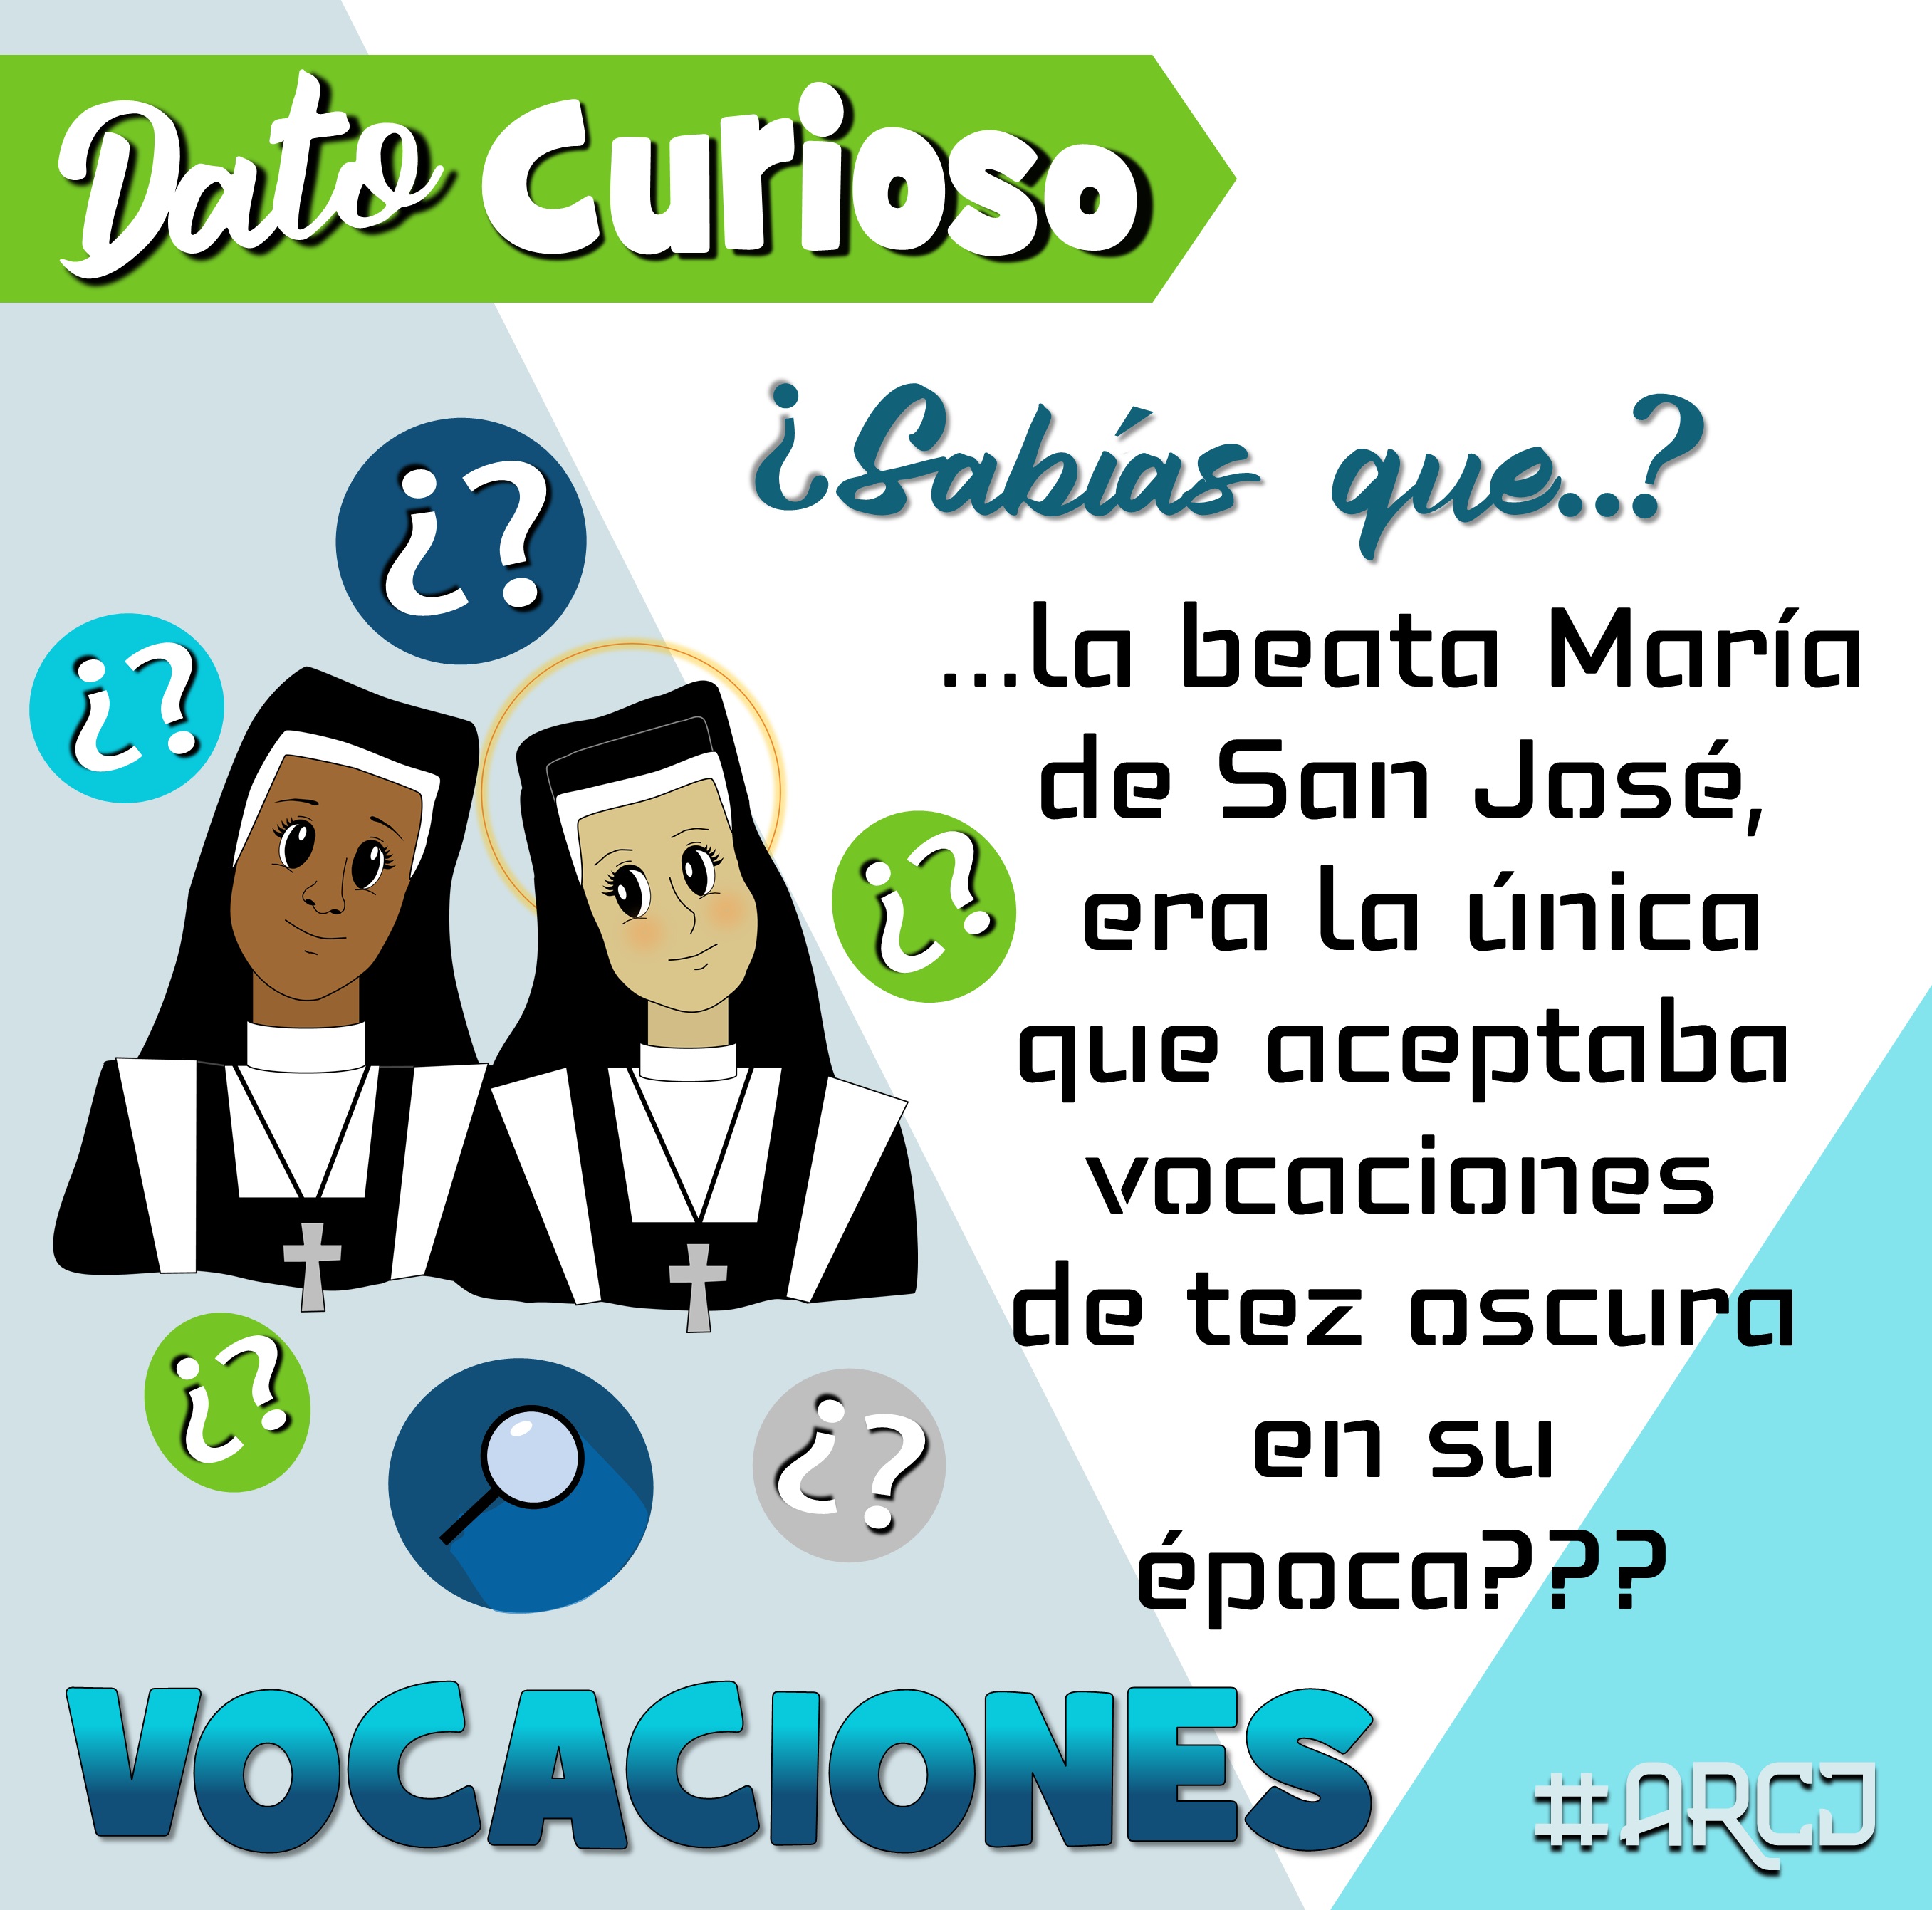 Dato Curioso
¿Sabías que...?
...la beata María
de San José,
era la única
que aceptaba
vocaciones
de tez oscura
en su
época???
¿?
¿?
¿?
¿?
¿?
VOCACIONES
#ARCJ